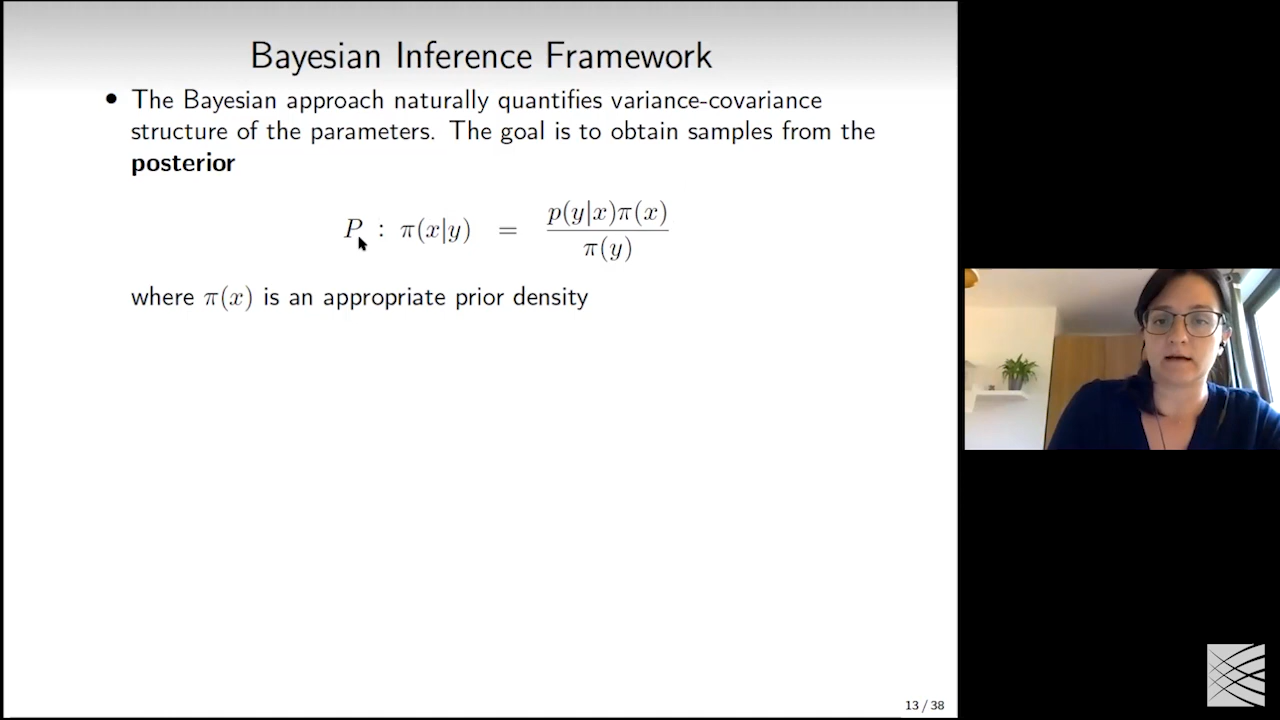 Bayesian Inference Framework
• The Bayesian approach naturally quantifies variance-covariance
structure of the parameters. The goal is to obtain samples from the
posterior
P : π(x|y) = p(y|x)π(x) / π(y)
where π(x) is an appropriate prior density
13 / 38